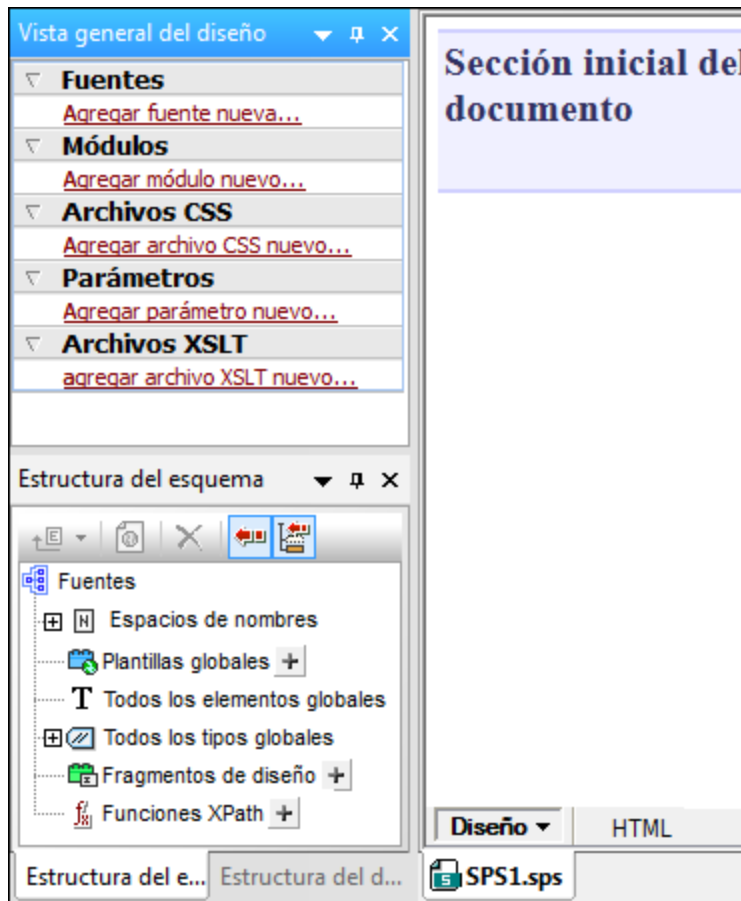 Vista general del diseño
Fuentes
Agregar fuente nueva...
Módulos
Agregar módulo nuevo...
Archivos CSS
Agregar archivo CSS nuevo...
Parámetros
Agregar parámetro nuevo...
Archivos XSLT
agregar archivo XSLT nuevo...
Estructura del esquema
Fuentes
Espacios de nombres
Plantillas globales
T Todos los elementos globales
Todos los tipos globales
Fragmentos de diseño
Funciones XPath
Estructura del e... Estructura del d...
Sección inicial del
documento
Diseño HTML
SPS1.sps